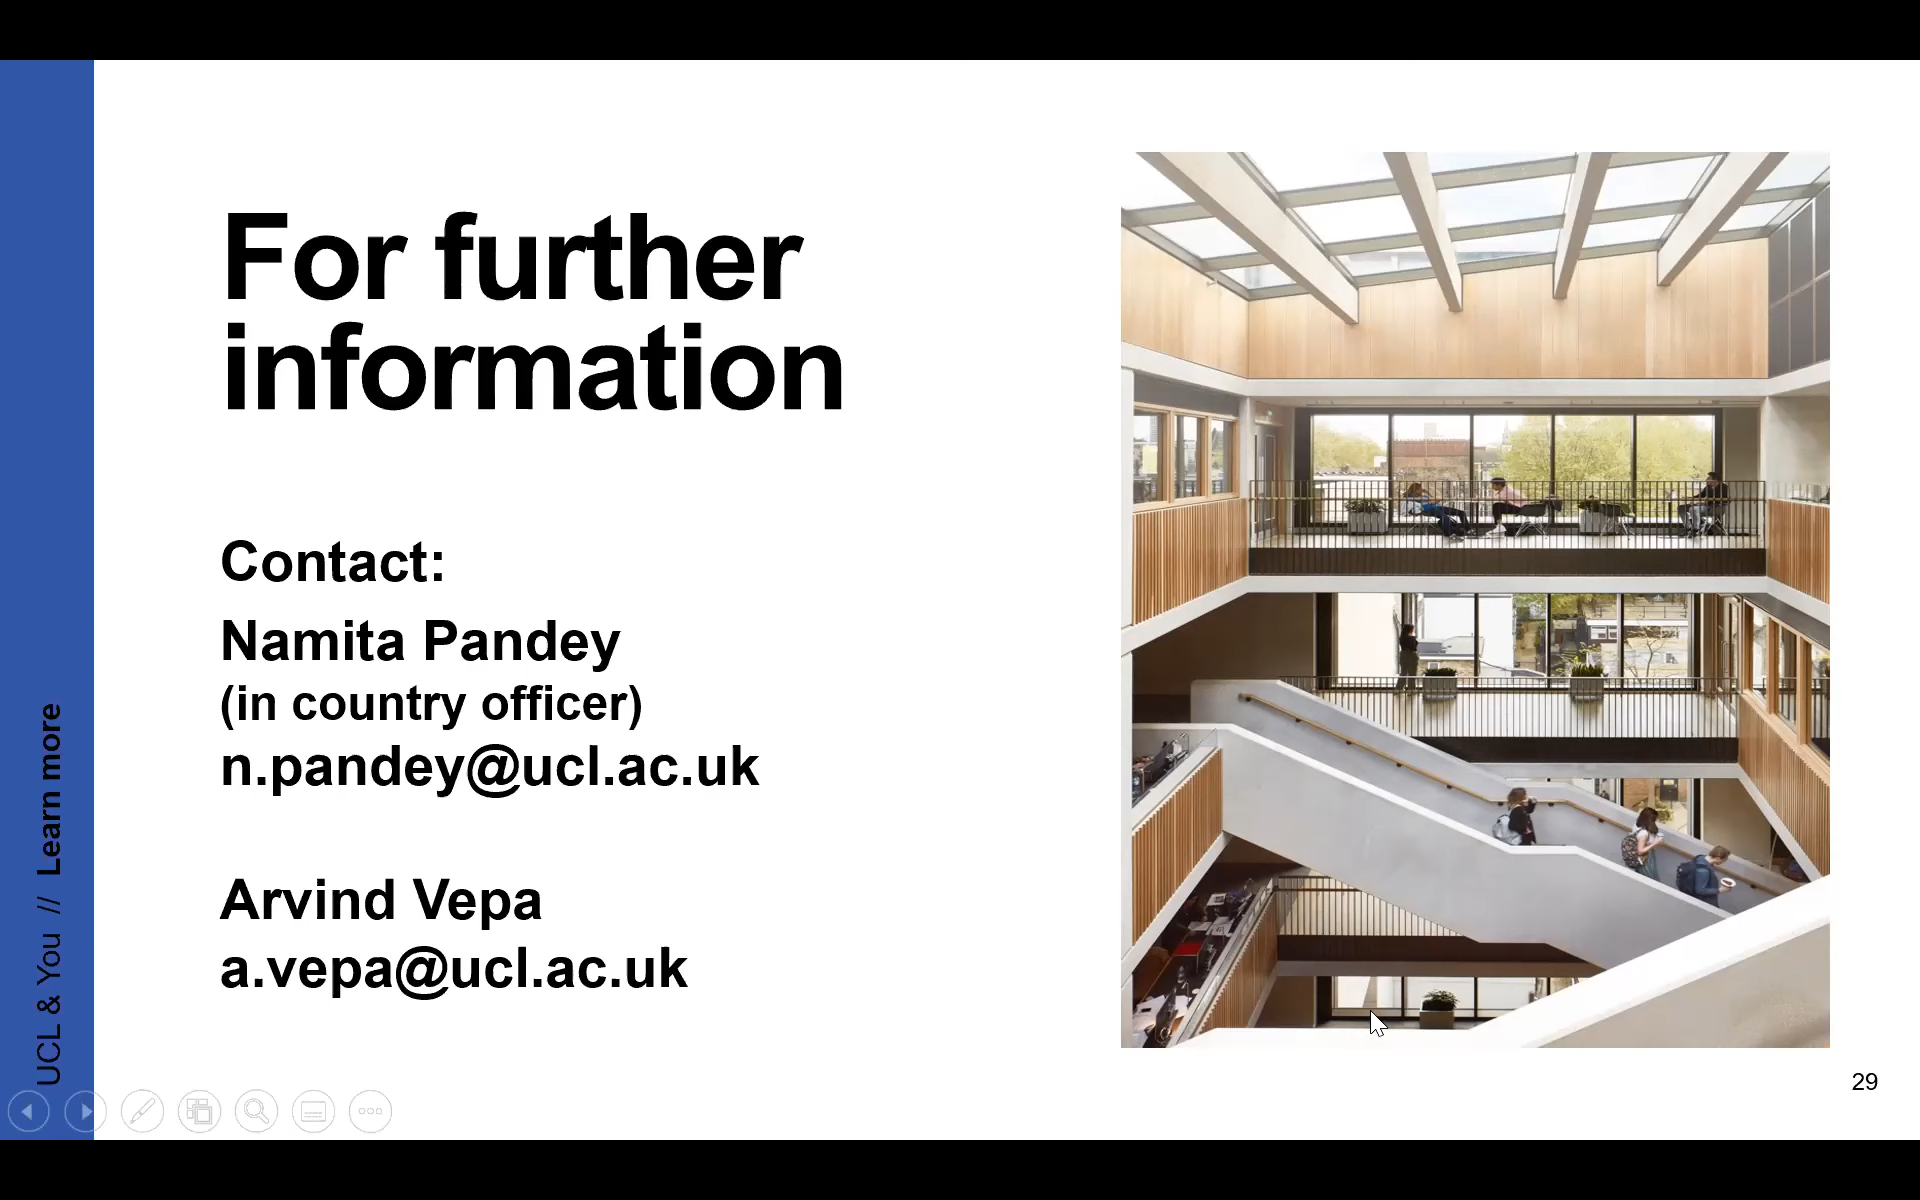 For further
information
Contact:
Namita Pandey
(in country officer)
n.pandey@ucl.ac.uk
Arvind Vepa
a.vepa@ucl.ac.uk
UCL & You // Learn more
29